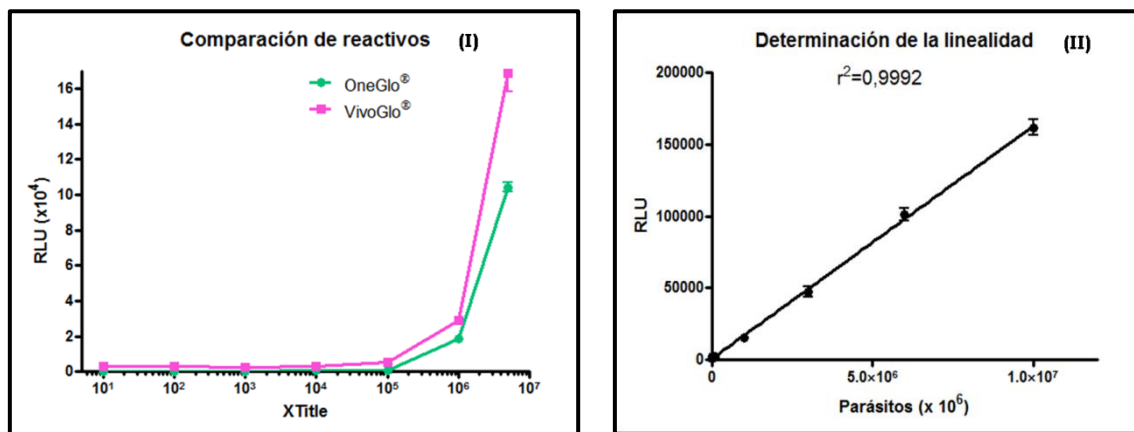 Comparación de reactivos (I)
OneGlo®
VivoGlo®
16
14
12
10
8
6
4
2
0
RLU (x10⁴)
10¹ 10² 10³ 10⁴ 10⁵ 10⁶ 10⁷
XTitle
Determinación de la linealidad (II)
r²=0,9992
200000
150000
100000
50000
0
RLU
0 5.0×10⁶ 1.0×10⁷
Parásitos (x 10⁶)